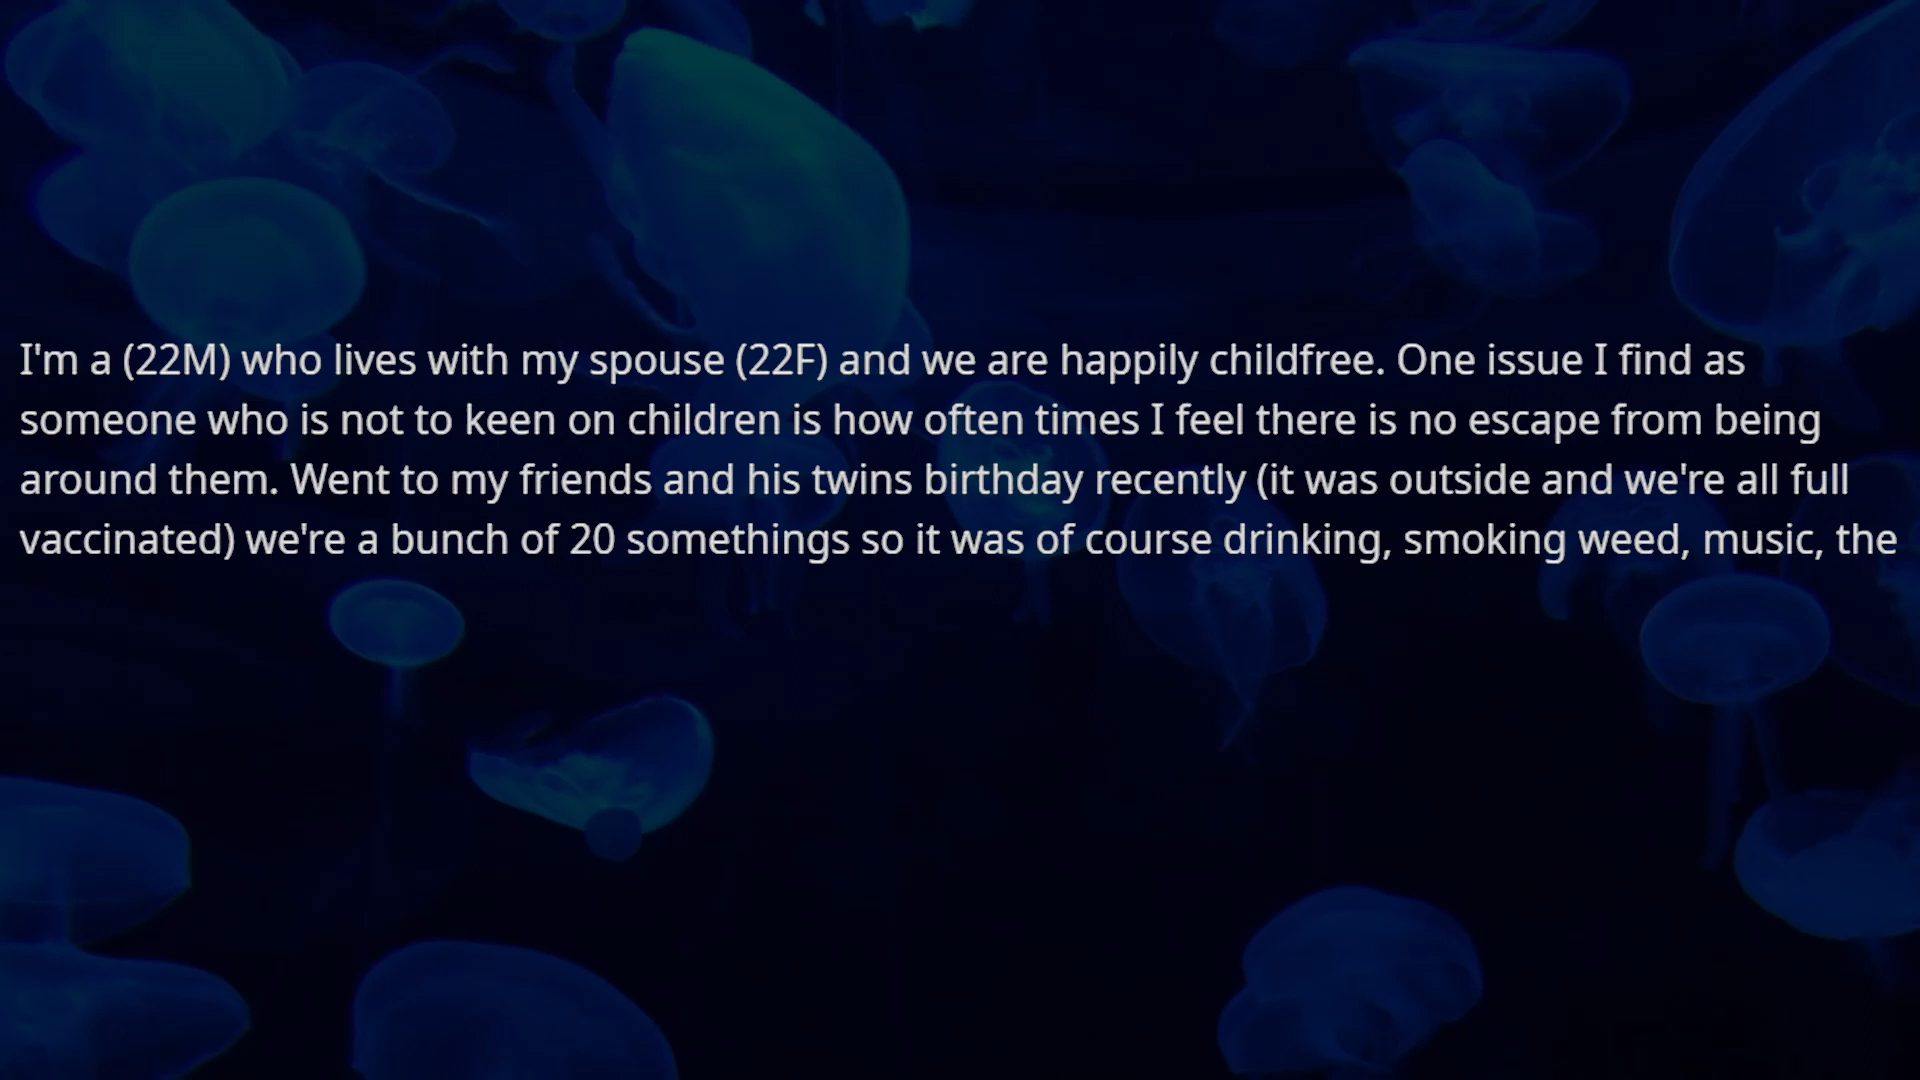 I'm a (22M) who lives with my spouse (22F) and we are happily childfree. One issue I find as
someone who is not to keen on children is how often times I feel there is no escape from being
around them. Went to my friends and his twins birthday recently (it was outside and we're all full
vaccinated) we're a bunch of 20 somethings so it was of course drinking, smoking weed, music, the